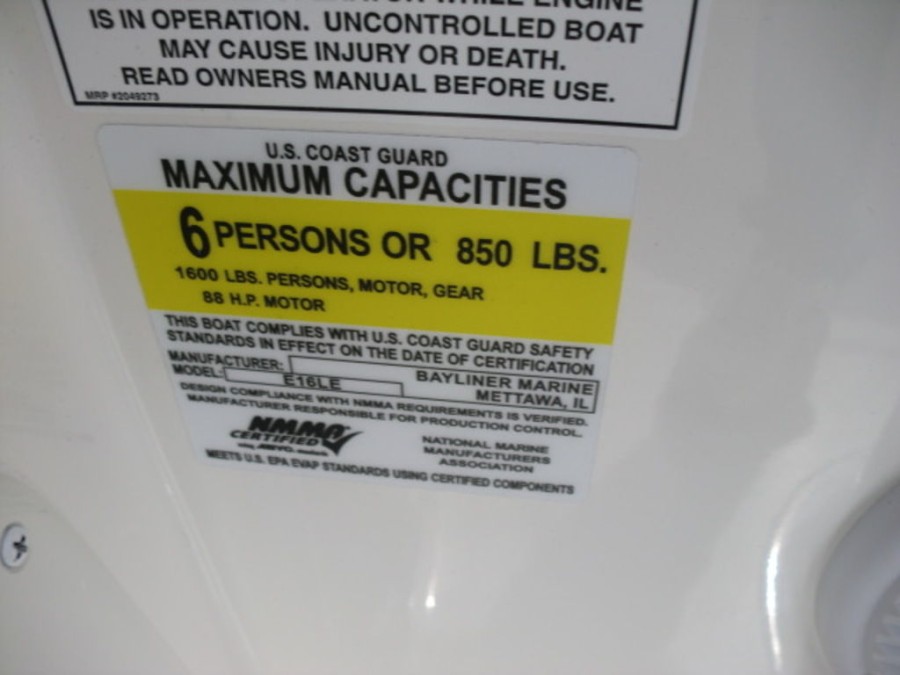 WHILE ENGINE
IS IN OPERATION. UNCONTROLLED BOAT
MAY CAUSE INJURY OR DEATH.
READ OWNERS MANUAL BEFORE USE.
MRP #2049273
U.S. COAST GUARD
MAXIMUM CAPACITIES
6 PERSONS OR 850 LBS.
1600 LBS. PERSONS, MOTOR, GEAR
88 H.P. MOTOR
THIS BOAT COMPLIES WITH U.S. COAST GUARD SAFETY
STANDARDS IN EFFECT ON THE DATE OF CERTIFICATION
MANUFACTURER: BAYLINER MARINE
MODEL: E16LE METTAWA, IL
DESIGN COMPLIANCE WITH NMMA REQUIREMENTS IS VERIFIED.
MANUFACTURER RESPONSIBLE FOR PRODUCTION CONTROL.
NMMA
CERTIFIED
NATIONAL MARINE
MANUFACTURERS
ASSOCIATION
MEETS U.S. EPA EVAP STANDARDS USING CERTIFIED COMPONENTS